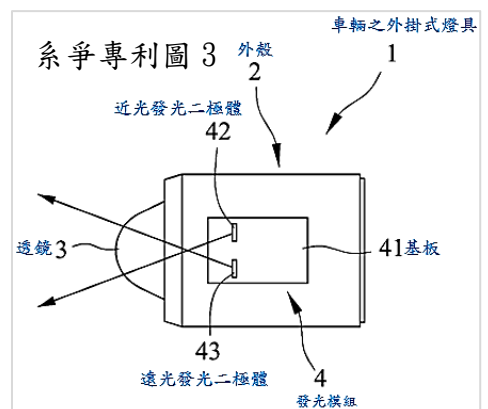 車輛之外掛式燈具
1
系爭專利圖3
外殼
2
近光發光二極體
42
透鏡3
41基板
43
遠光發光二極體
4
發光模組